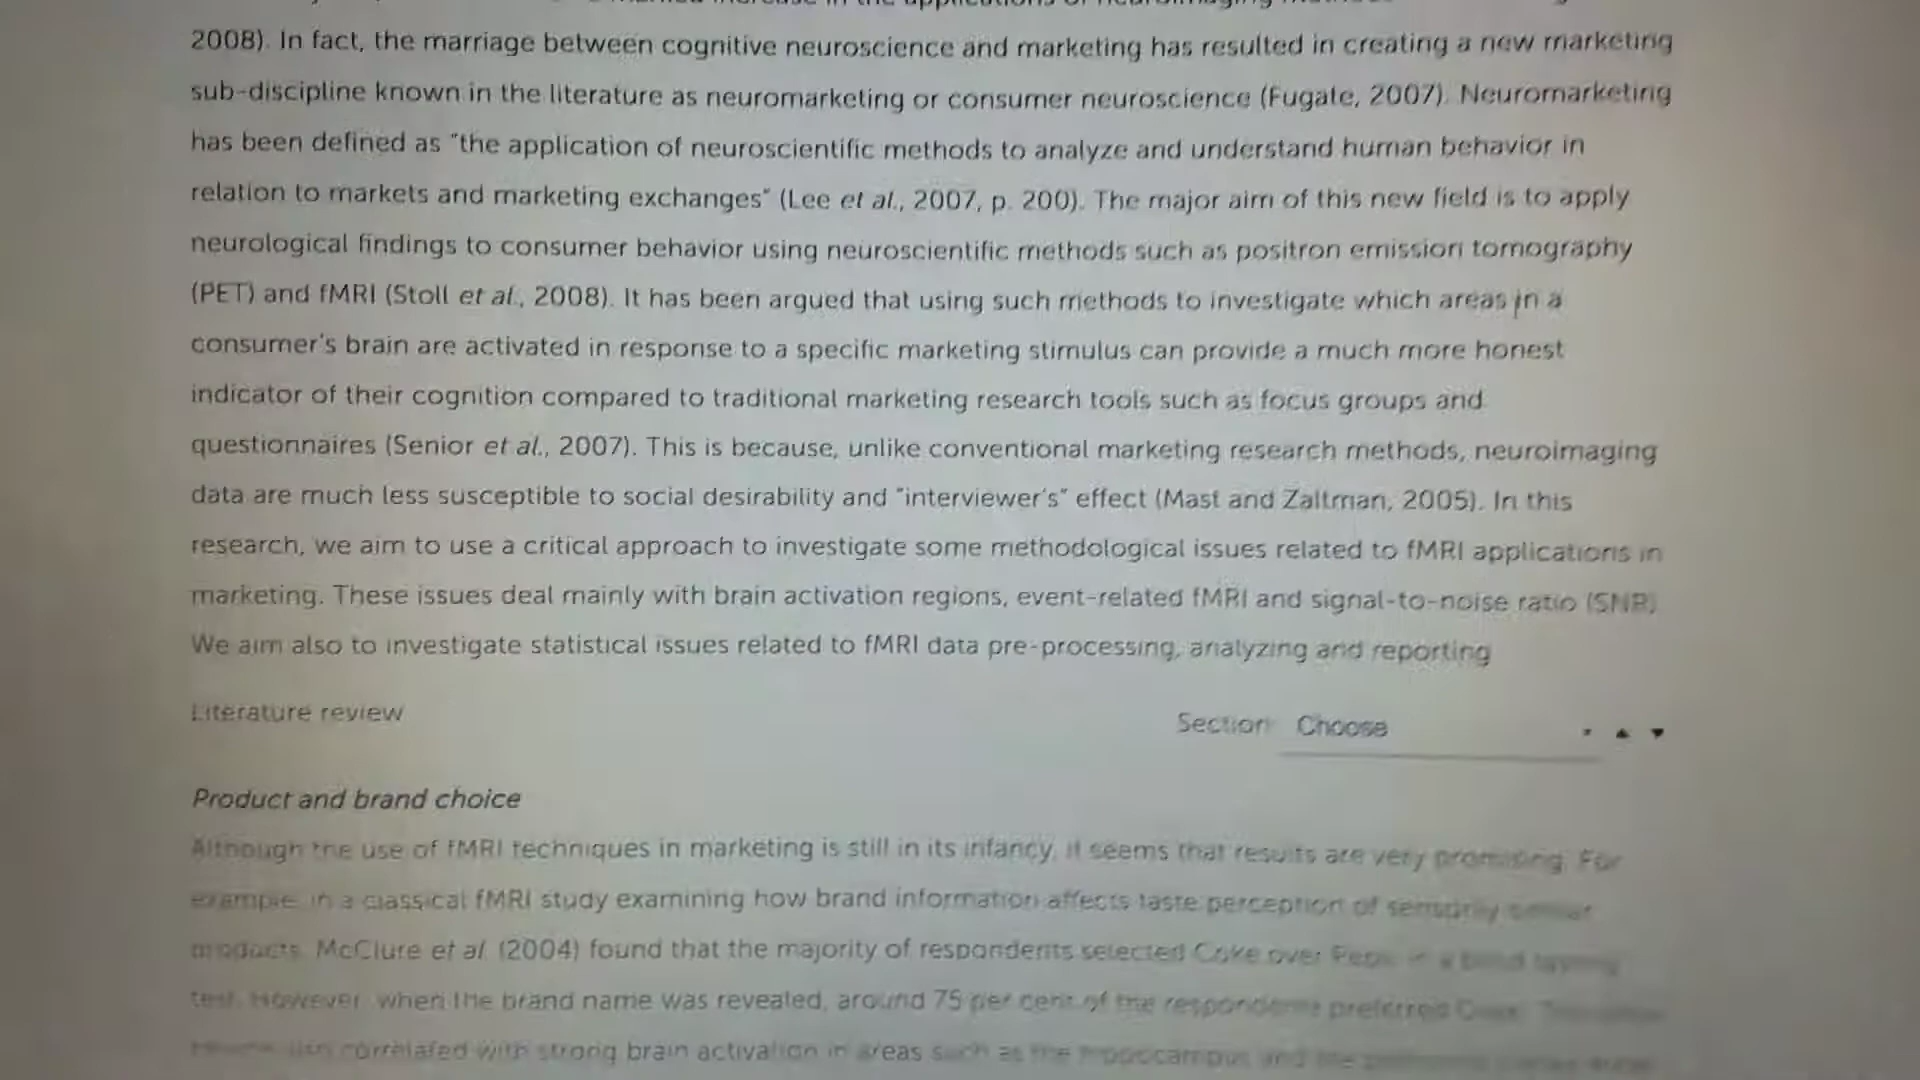 2008). In fact, the marriage between cognitive neuroscience and marketing has resulted in creating a new marketing
sub-discipline known in the literature as neuromarketing or consumer neuroscience (Fugate, 2007). Neuromarketing
has been defined as "the application of neuroscientific methods to analyze and understand human behavior in
relation to markets and marketing exchanges" (Lee et al., 2007, p. 200). The major aim of this new field is to apply
neurological findings to consumer behavior using neuroscientific methods such as positron emission tomography
(PET) and fMRI (Stoll et al., 2008). It has been argued that using such methods to investigate which areas in a
consumer's brain are activated in response to a specific marketing stimulus can provide a much more honest
indicator of their cognition compared to traditional marketing research tools such as focus groups and
questionnaires (Senior et al., 2007). This is because, unlike conventional marketing research methods, neuroimaging
data are much less susceptible to social desirability and "interviewer's" effect (Mast and Zaltman, 2005). In this
research, we aim to use a critical approach to investigate some methodological issues related to fMRI applications in
marketing. These issues deal mainly with brain activation regions, event-related fMRI and signal-to-noise ratio (SNR)
We aim also to investigate statistical issues related to fMRI data pre-processing, analyzing and reporting
Literature review
Section Choose
Product and brand choice
Although the use of fMRI techniques in marketing is still in its infancy, it seems that results are very promising. For
example, in a classical fMRI study examining how brand information affects taste perception of
products, McClure et al. (2004) found that the majority of respondents selected Coke over
test. However, when the brand name was revealed, around 75 per cent of the respondents preferred
correlated with strong brain activation in areas such as the hippocampus and the